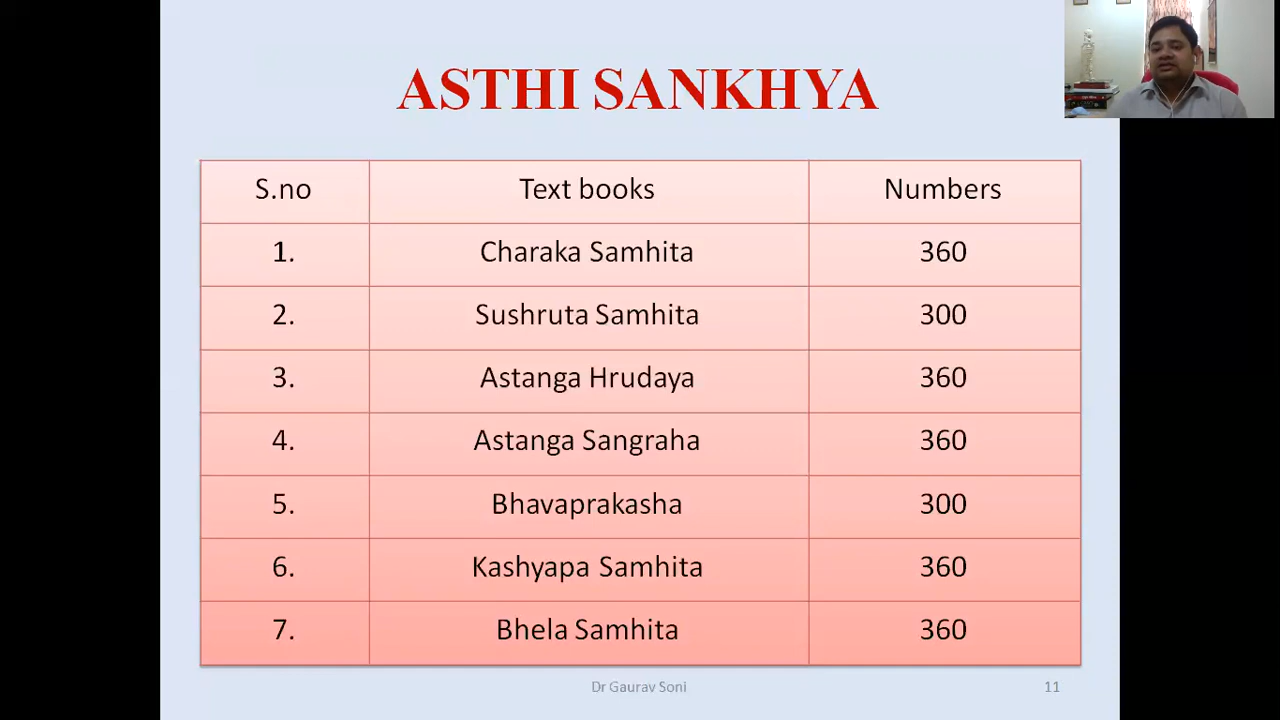 ASTHI SANKHYA
S.no Text books Numbers
1. Charaka Samhita 360
2. Sushruta Samhita 300
3. Astanga Hrudaya 360
4. Astanga Sangraha 360
5. Bhavaprakasha 300
6. Kashyapa Samhita 360
7. Bhela Samhita 360
Dr Gaurav Soni 11